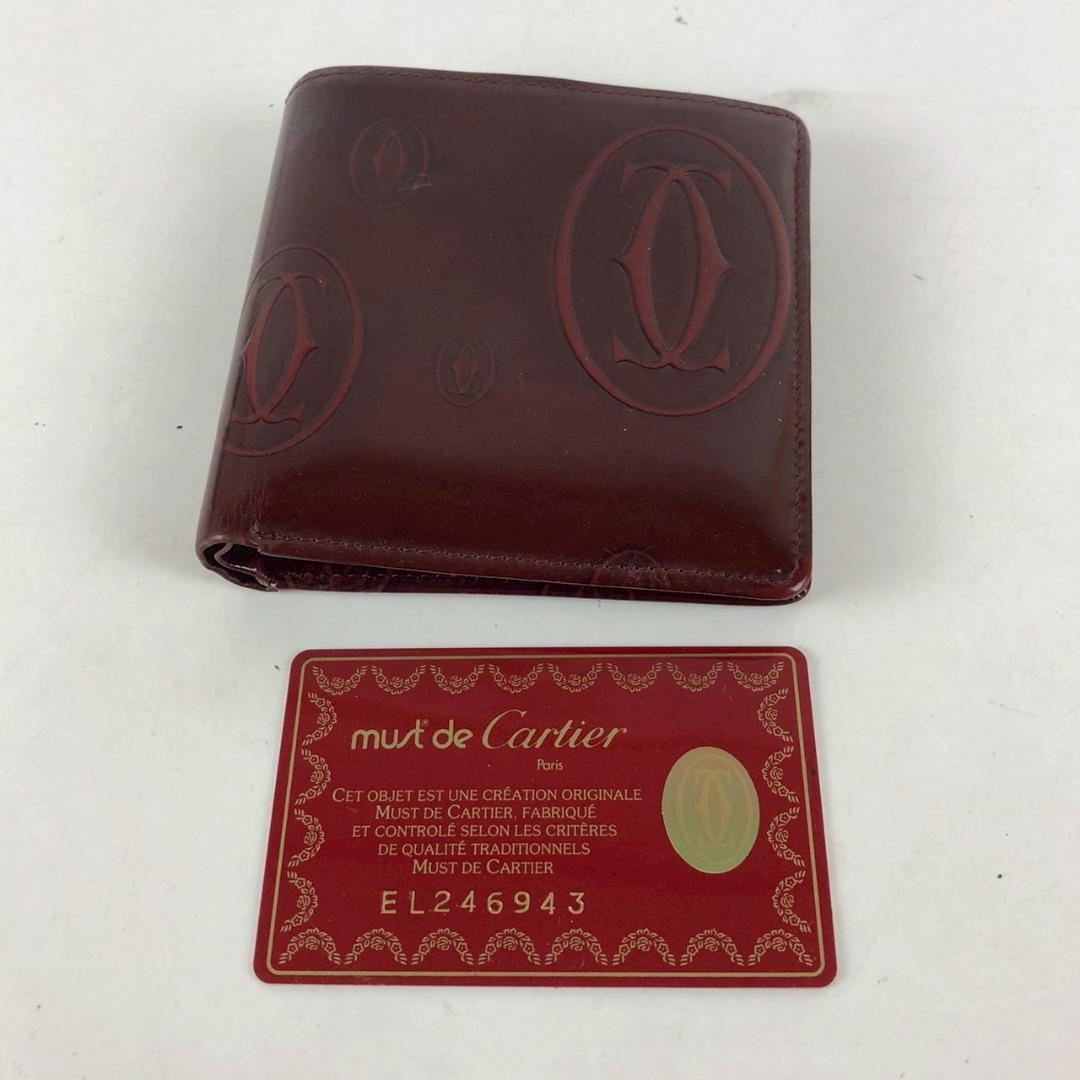 must de Cartier
Paris
CET OBJET EST UNE CRÉATION ORIGINALE
MUST DE CARTIER, FABRIQUÉ
ET CONTROLÉ SELON LES CRITÈRES
DE QUALITÉ TRADITIONNELS
MUST DE CARTIER
EL246943